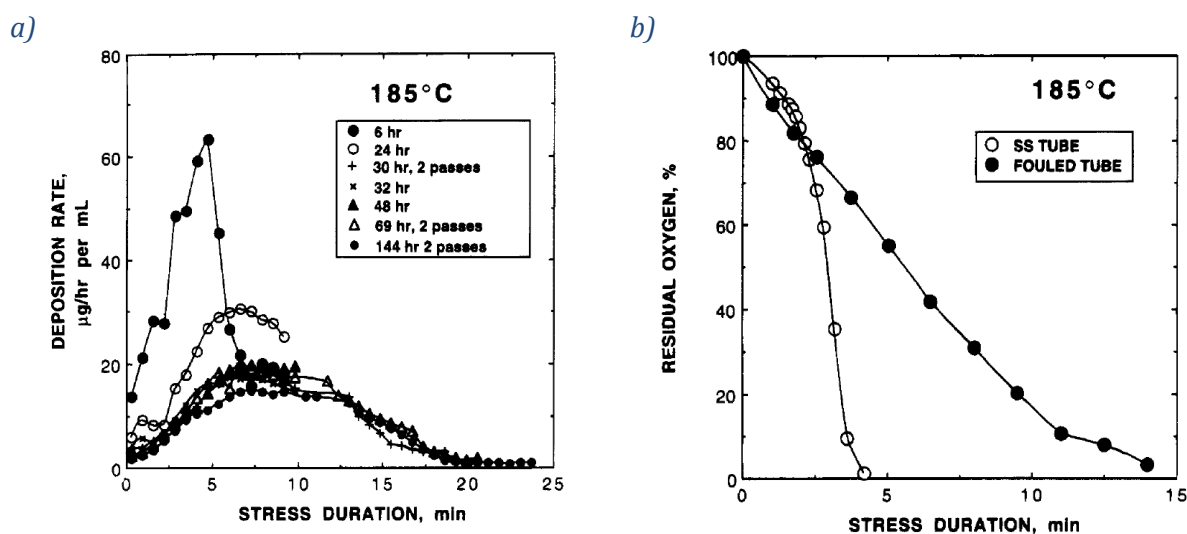 a)
DEPOSITION RATE,
µg/hr per mL
80
60
40
20
0
185°C
6 hr
24 hr
30 hr, 2 passes
32 hr
48 hr
69 hr, 2 passes
144 hr 2 passes
0 5 10 15 20 25
STRESS DURATION, min
b)
RESIDUAL OXYGEN, %
100
80
60
40
20
0
185°C
SS TUBE
FOULED TUBE
0 5 10 15
STRESS DURATION, min